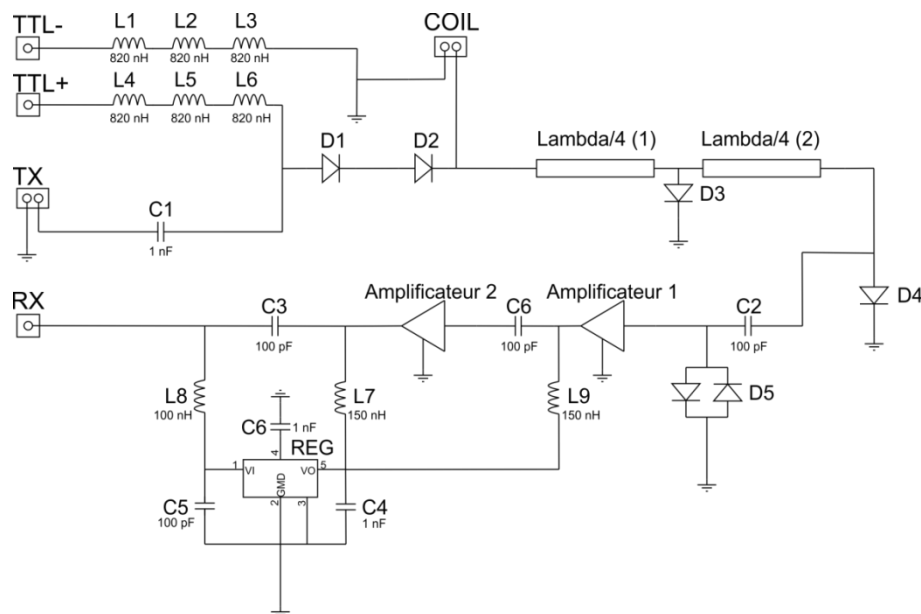 TTL-
L1
L2
L3
COIL
820 nH
820 nH
820 nH
TTL+
L4
L5
L6
820 nH
820 nH
820 nH
D1
D2
Lambda/4 (1)
Lambda/4 (2)
TX
D3
C1
1 nF
RX
C3
Amplificateur 2
C6
Amplificateur 1
C2
D4
100 pF
100 pF
100 pF
L8
100 nH
L7
150 nH
L9
150 nH
D5
C6
1 nF
REG
4
1
VI
VO
5
GMD
2
3
C5
100 pF
C4
1 nF